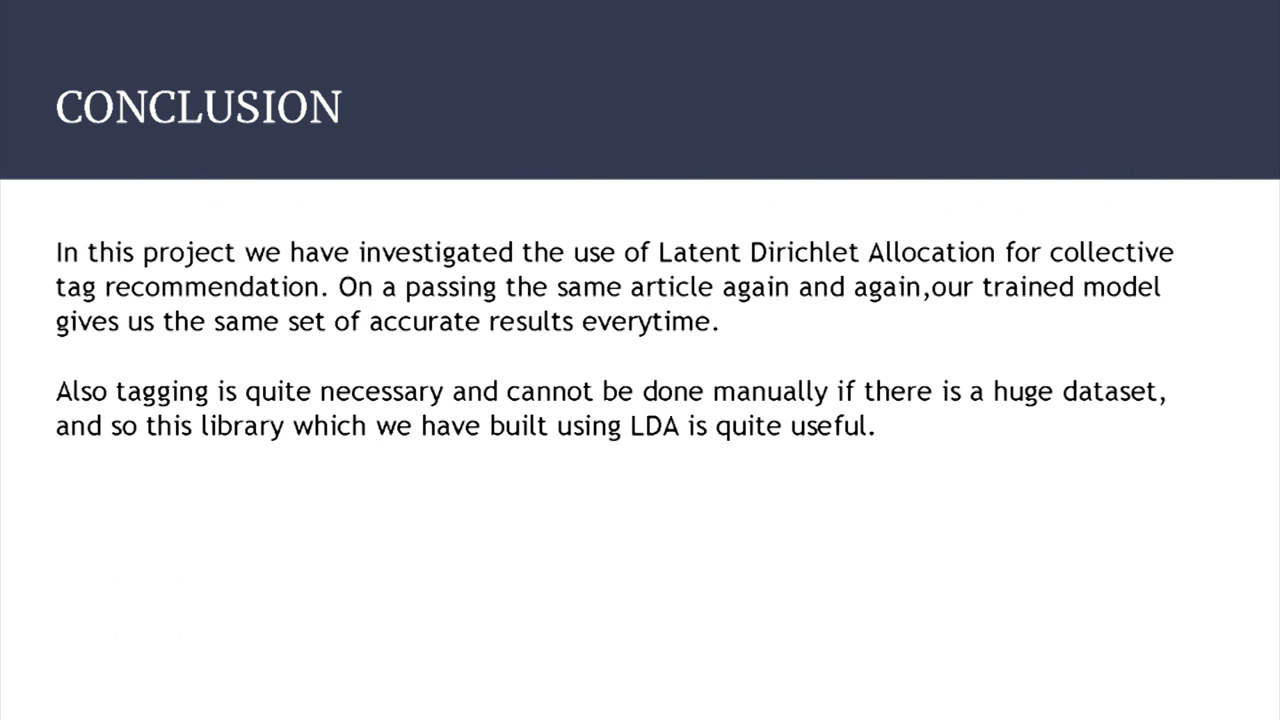 CONCLUSION
In this project we have investigated the use of Latent Dirichlet Allocation for collective
tag recommendation. On a passing the same article again and again,our trained model
gives us the same set of accurate results everytime.
Also tagging is quite necessary and cannot be done manually if there is a huge dataset,
and so this library which we have built using LDA is quite useful.